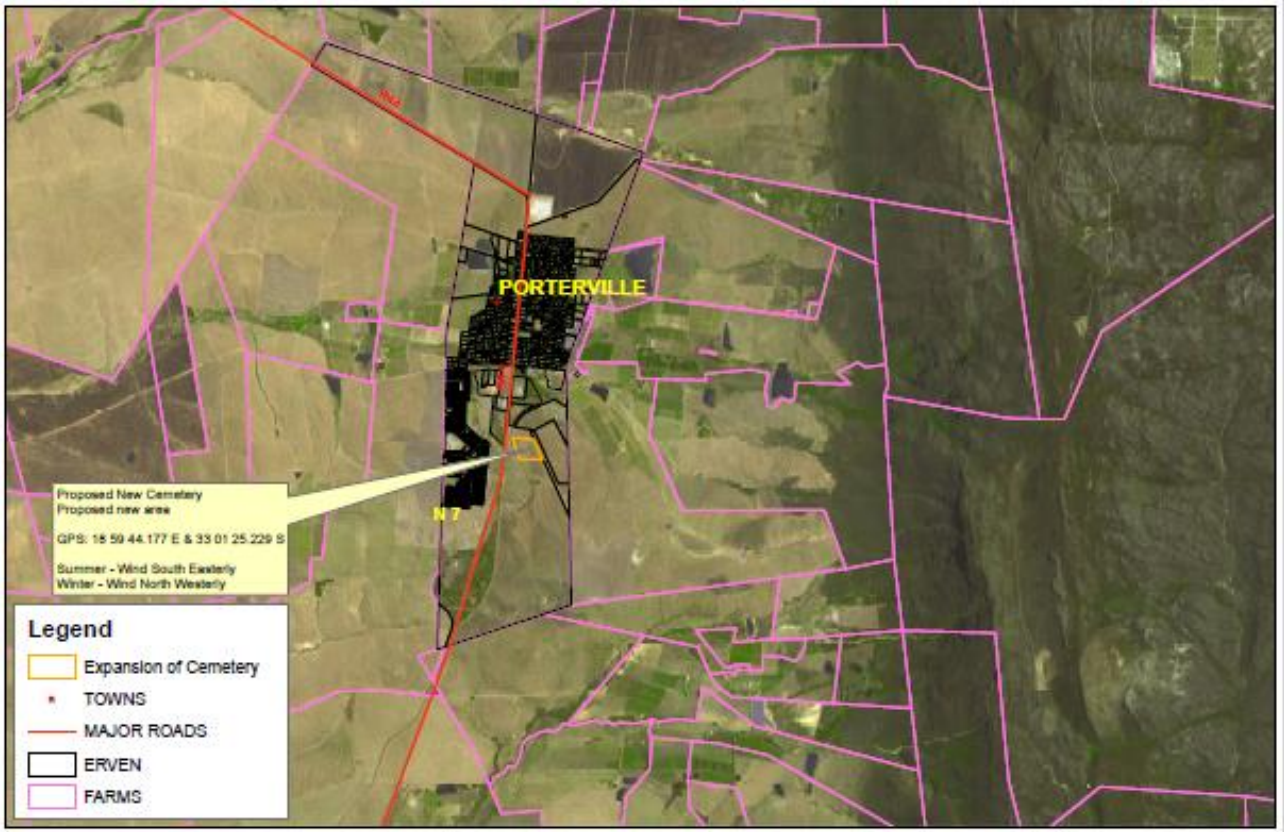 PORTERVILLE
N 7
Proposed New Cemetery
Proposed new area
GPS: 18 59 44.177 E & 33 01 25.229 S
Summer - Wind South Easterly
Winter - Wind North Westerly
Legend
Expansion of Cemetery
TOWNS
MAJOR ROADS
ERVEN
FARMS